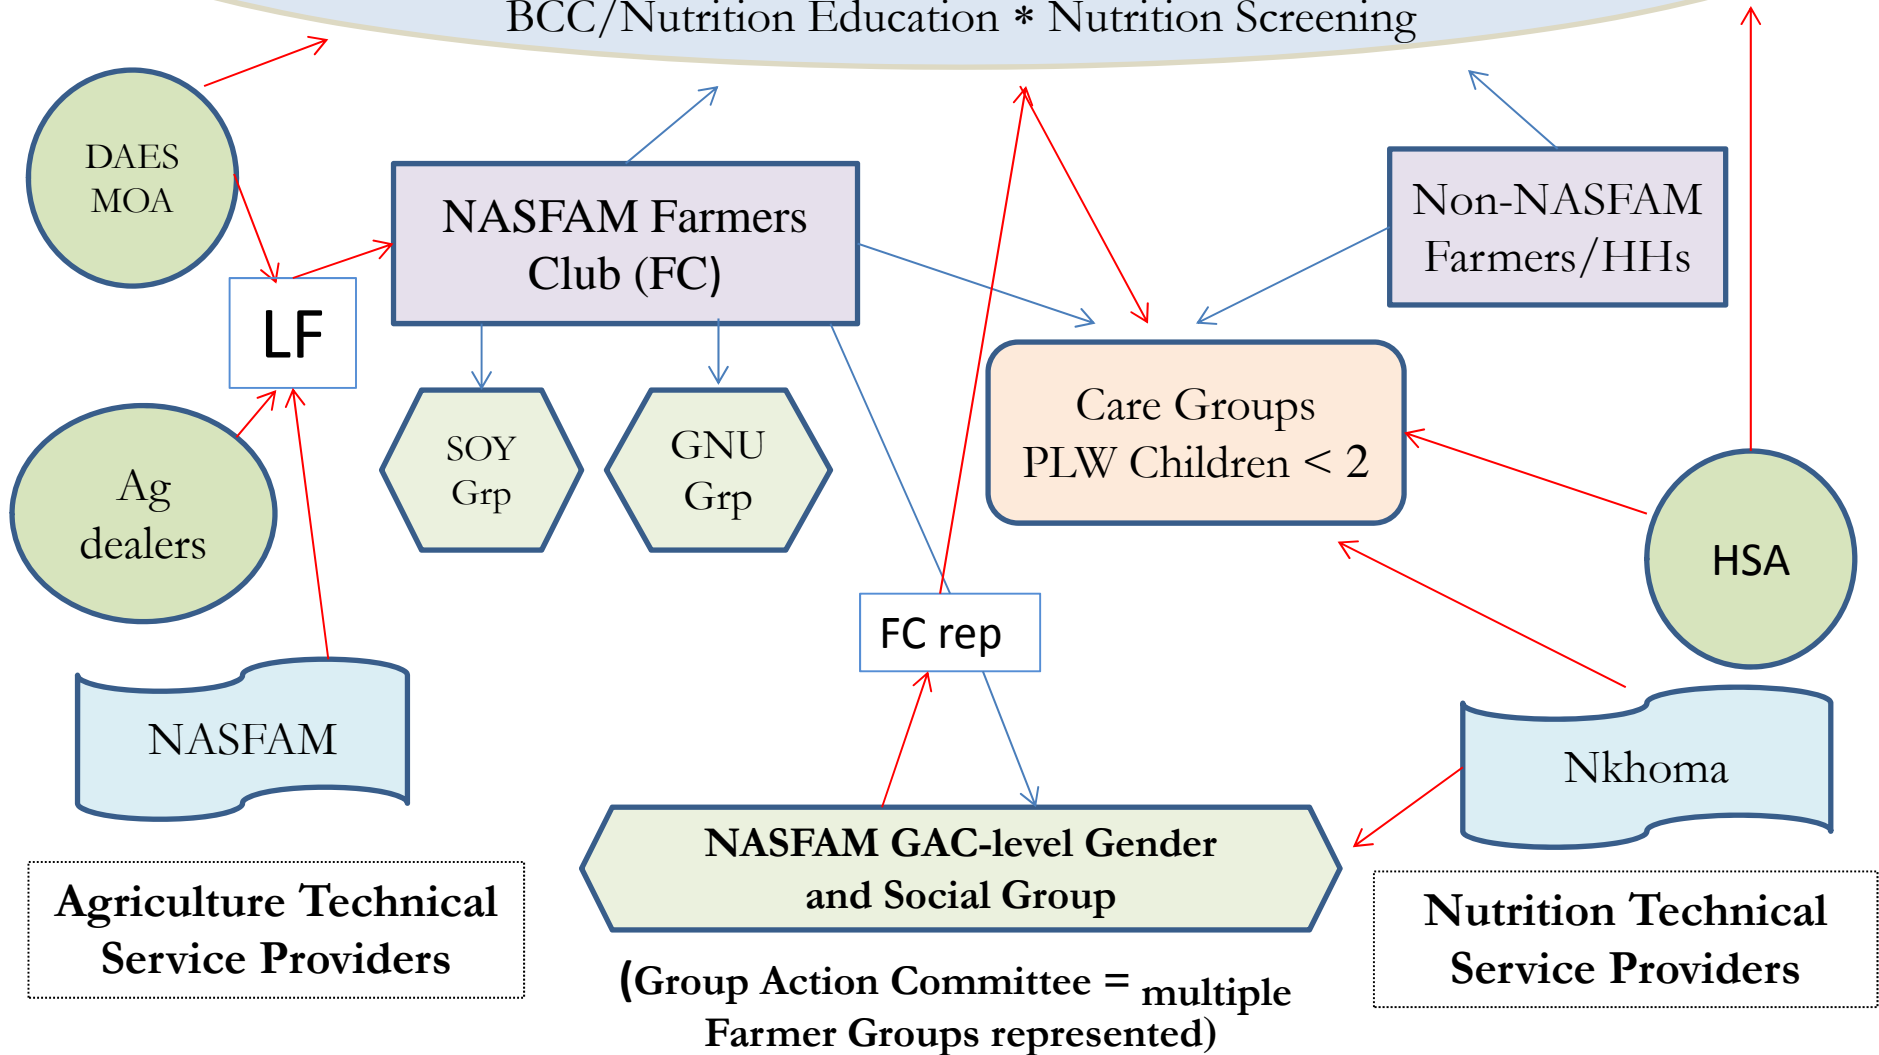 BCC/Nutrition Education * Nutrition Screening
DAES
MOA
NASFAM Farmers
Club (FC)
Non-NASFAM
Farmers/HHs
LF
SOY
Grp
GNU
Grp
Care Groups
PLW Children < 2
Ag
dealers
HSA
FC rep
NASFAM
Nkhoma
NASFAM GAC-level Gender
and Social Group
Agriculture Technical
Service Providers
Nutrition Technical
Service Providers
(Group Action Committee = multiple
Farmer Groups represented)